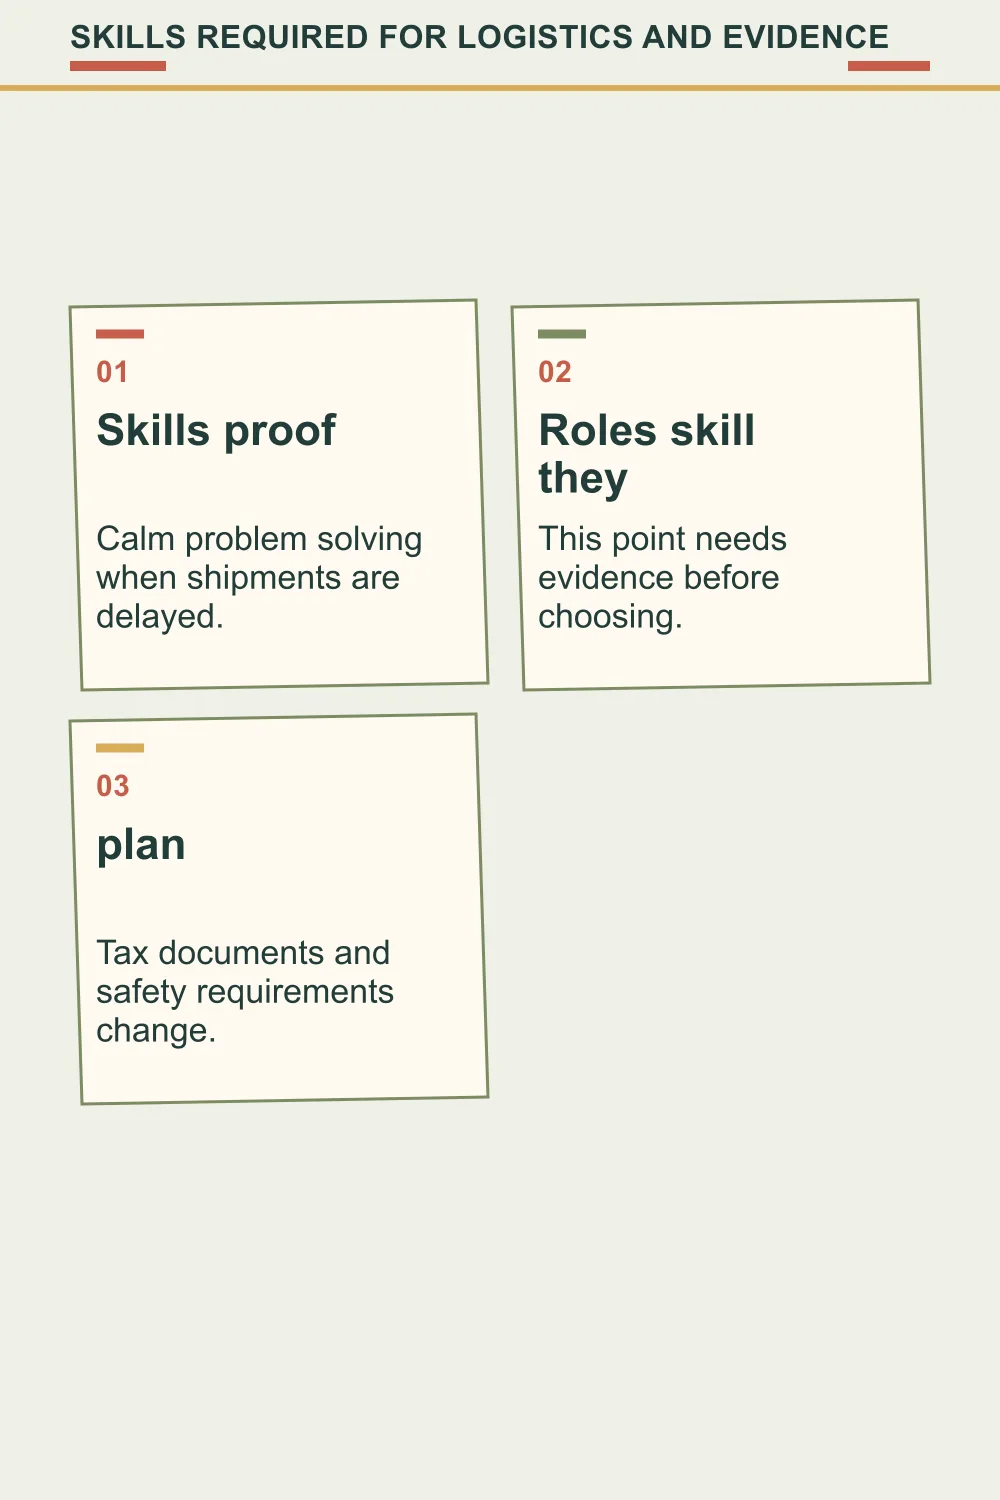 SKILLS REQUIRED FOR LOGISTICS AND EVIDENCE
01
Skills proof
Calm problem solving
when shipments are
delayed.
02
Roles skill
they
This point needs
evidence before
choosing.
03
plan
Tax documents and
safety requirements
change.